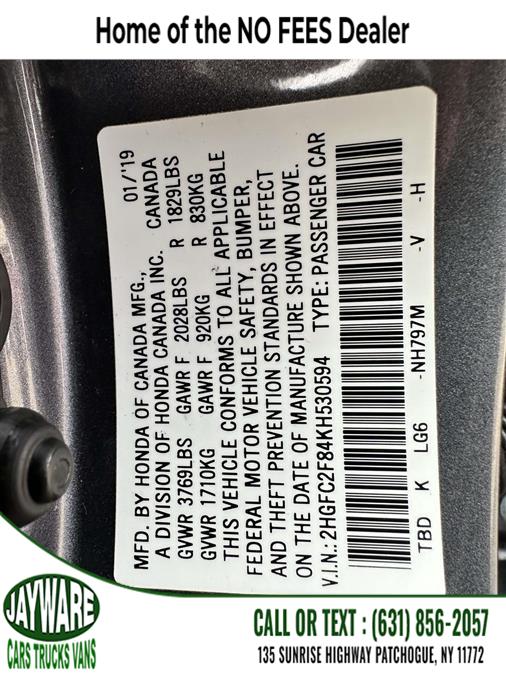 Home of the NO FEES Dealer
MFD. BY HONDA OF CANADA MFG., 01/'19
A DIVISION OF HONDA CANADA INC. CANADA
GVWR 3769LBS GAWR F 2028LBS R 1829LBS
GVWR 1710KG GAWR F 920KG R 830KG
THIS VEHICLE CONFORMS TO ALL APPLICABLE
FEDERAL MOTOR VEHICLE SAFETY, BUMPER,
AND THEFT PREVENTION STANDARDS IN EFFECT
ON THE DATE OF MANUFACTURE SHOWN ABOVE.
V.I.N.:2HGFC2F84KH530594 TYPE: PASSENGER CAR
TBD K LG6 -NH797M -V -H
JAYWARE
CARS TRUCKS VANS
CALL OR TEXT : (631) 856-2057
135 SUNRISE HIGHWAY PATCHOGUE, NY 11772